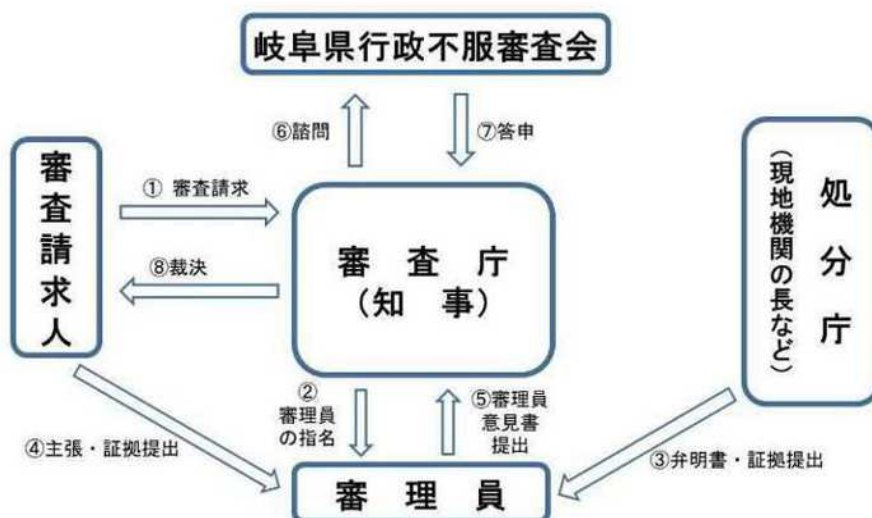 岐阜県行政不服審査会
⑥諮問
⑦答申
審査請求人
① 審査請求
⑧裁決
審 査 庁
（知 事）
処 分 庁
（現地機関の長など）
②
審理員
の指名
⑤審理員
意見書
提出
④主張・証拠提出
③弁明書・証拠提出
審 理 員